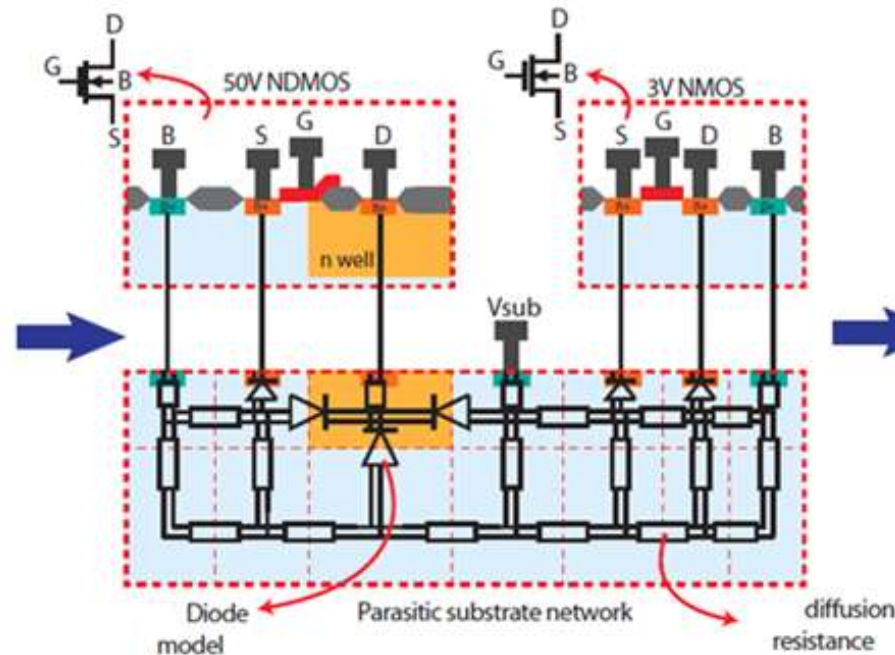 D
G
B
S
50V NDMOS
D
G
B
S
3V NMOS
B
S
G
D
S
G
D
B
n well
Vsub
Diode
model
Parasitic substrate network
diffusion
resistance